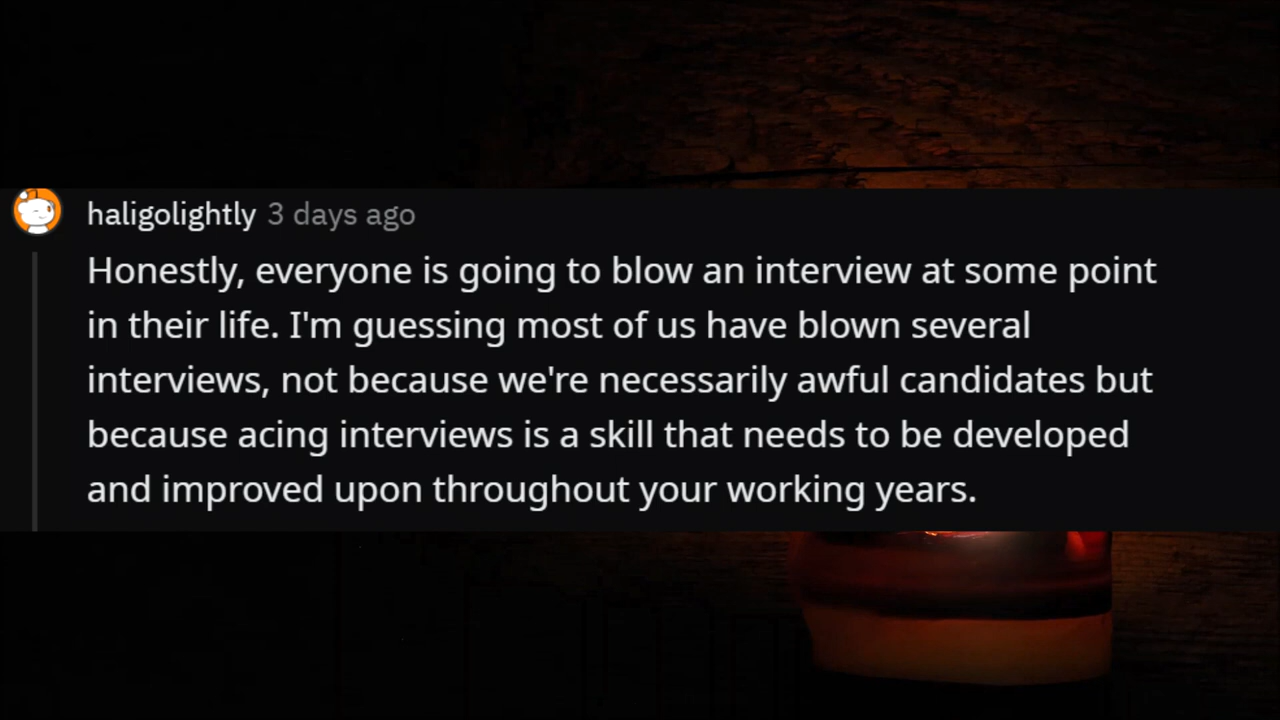 haligolightly 3 days ago
Honestly, everyone is going to blow an interview at some point
in their life. I'm guessing most of us have blown several
interviews, not because we're necessarily awful candidates but
because acing interviews is a skill that needs to be developed
and improved upon throughout your working years.